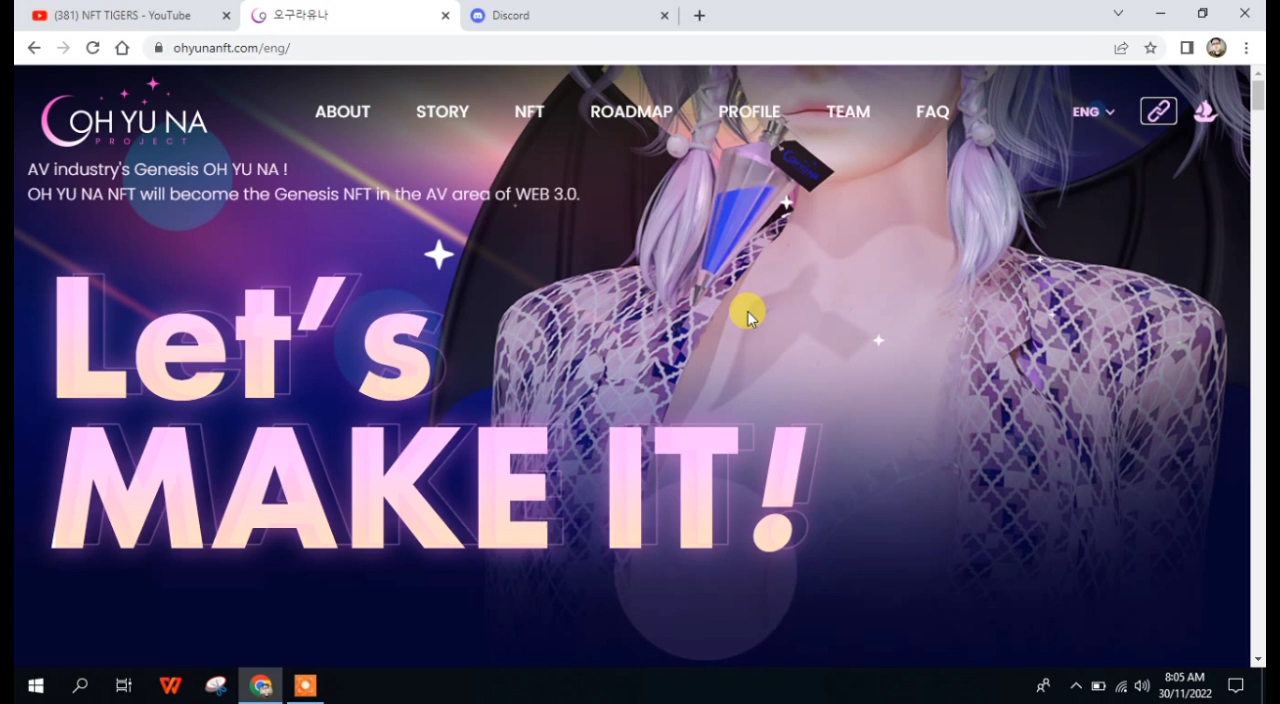 (381) NFT TIGERS - YouTube
오구라유나
Discord
ohyunanft.com/eng/
OH YU NA
PROJECT
ABOUT
STORY
NFT
ROADMAP
PROFILE
TEAM
FAQ
ENG
AV industry's Genesis OH YU NA !
OH YU NA NFT will become the Genesis NFT in the AV area of WEB 3.0.
Let's
MAKE IT!
8:05 AM
30/11/2022